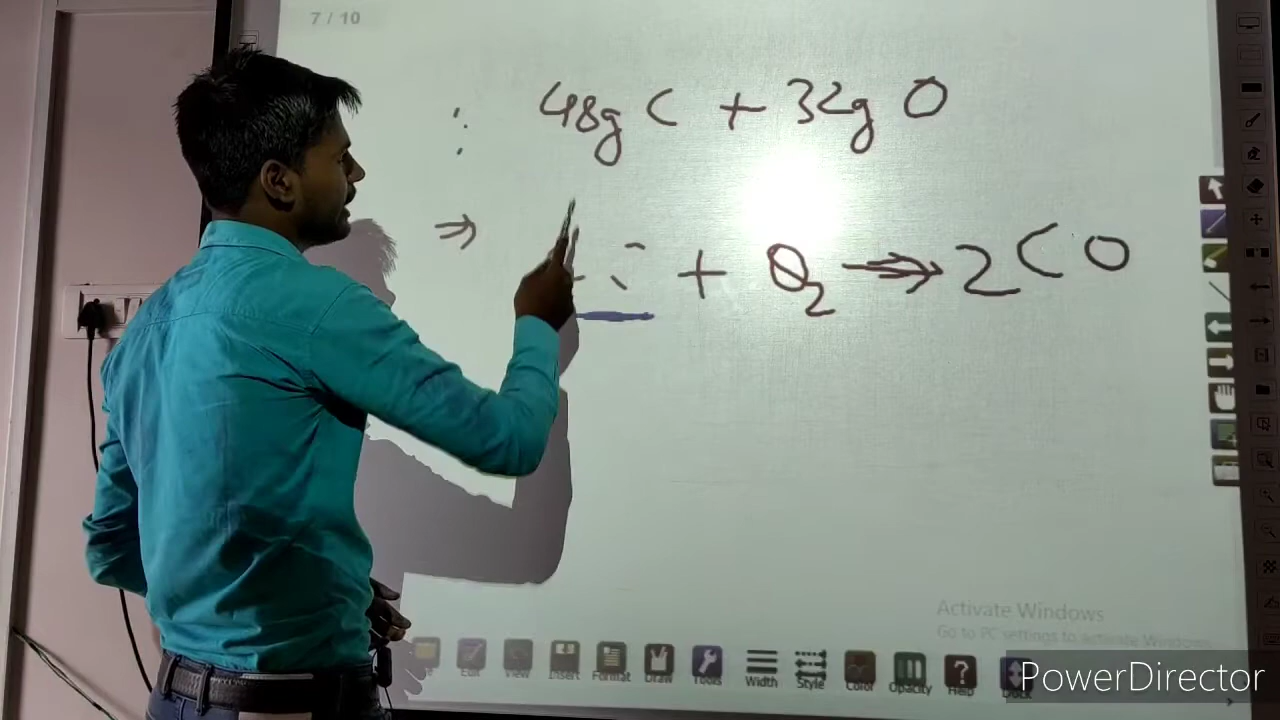 7 / 10
∴ 48g C + 32g O
⇒ + O2 → 2CO
Activate Windows
Go to PC settings to activate Windows.
Edit View Insert Format Draw Tools Width Style Color Opacity Help Dock
PowerDirector